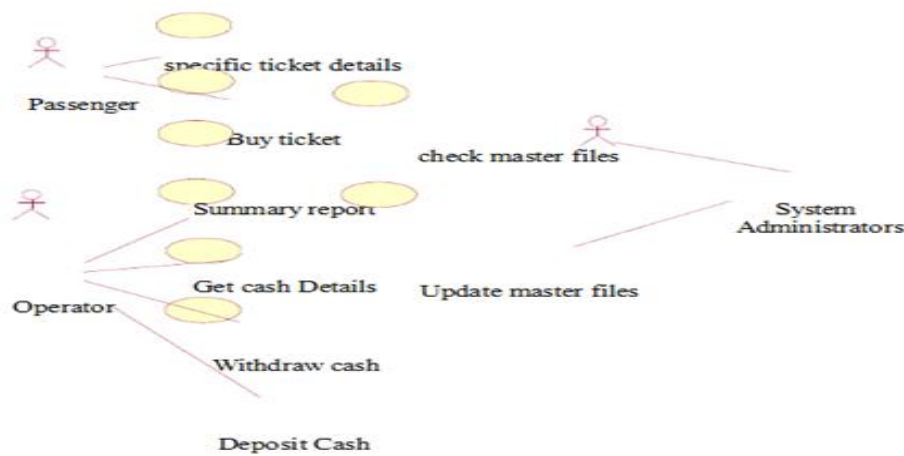 specific ticket details
Passenger
Buy ticket
check master files
Summary report
System
Administrators
Get cash Details
Update master files
Operator
Withdraw cash
Deposit Cash